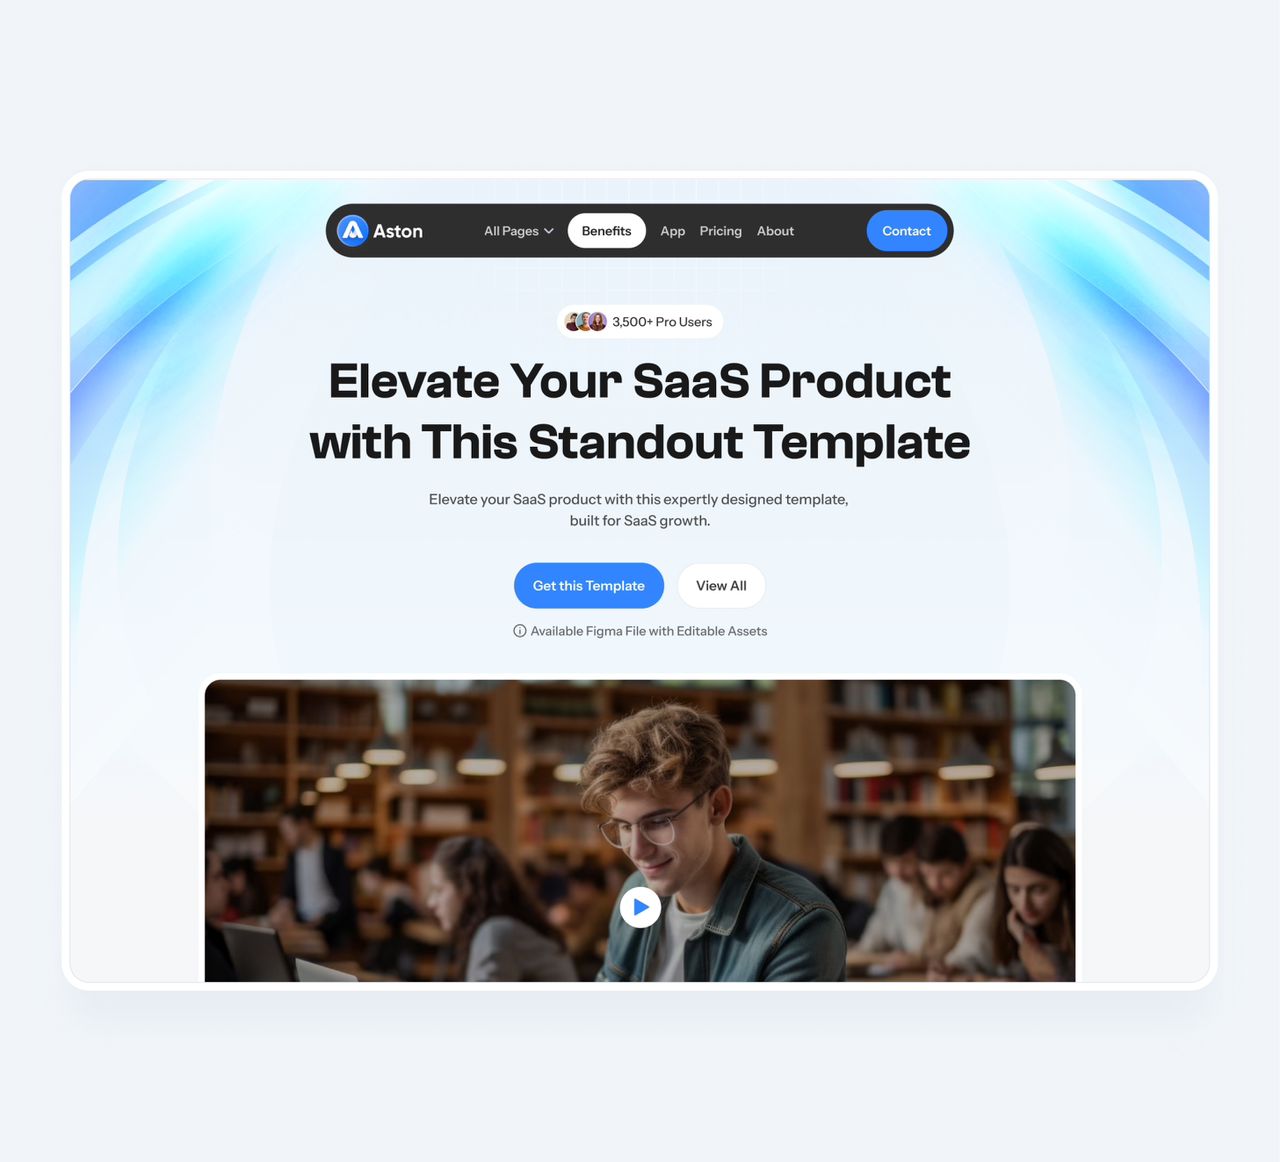 Aston
All Pages
Benefits
App
Pricing
About
Contact
3,500+ Pro Users
Elevate Your SaaS Product
with This Standout Template
Elevate your SaaS product with this expertly designed template,
built for SaaS growth.
Get this Template
View All
Available Figma File with Editable Assets